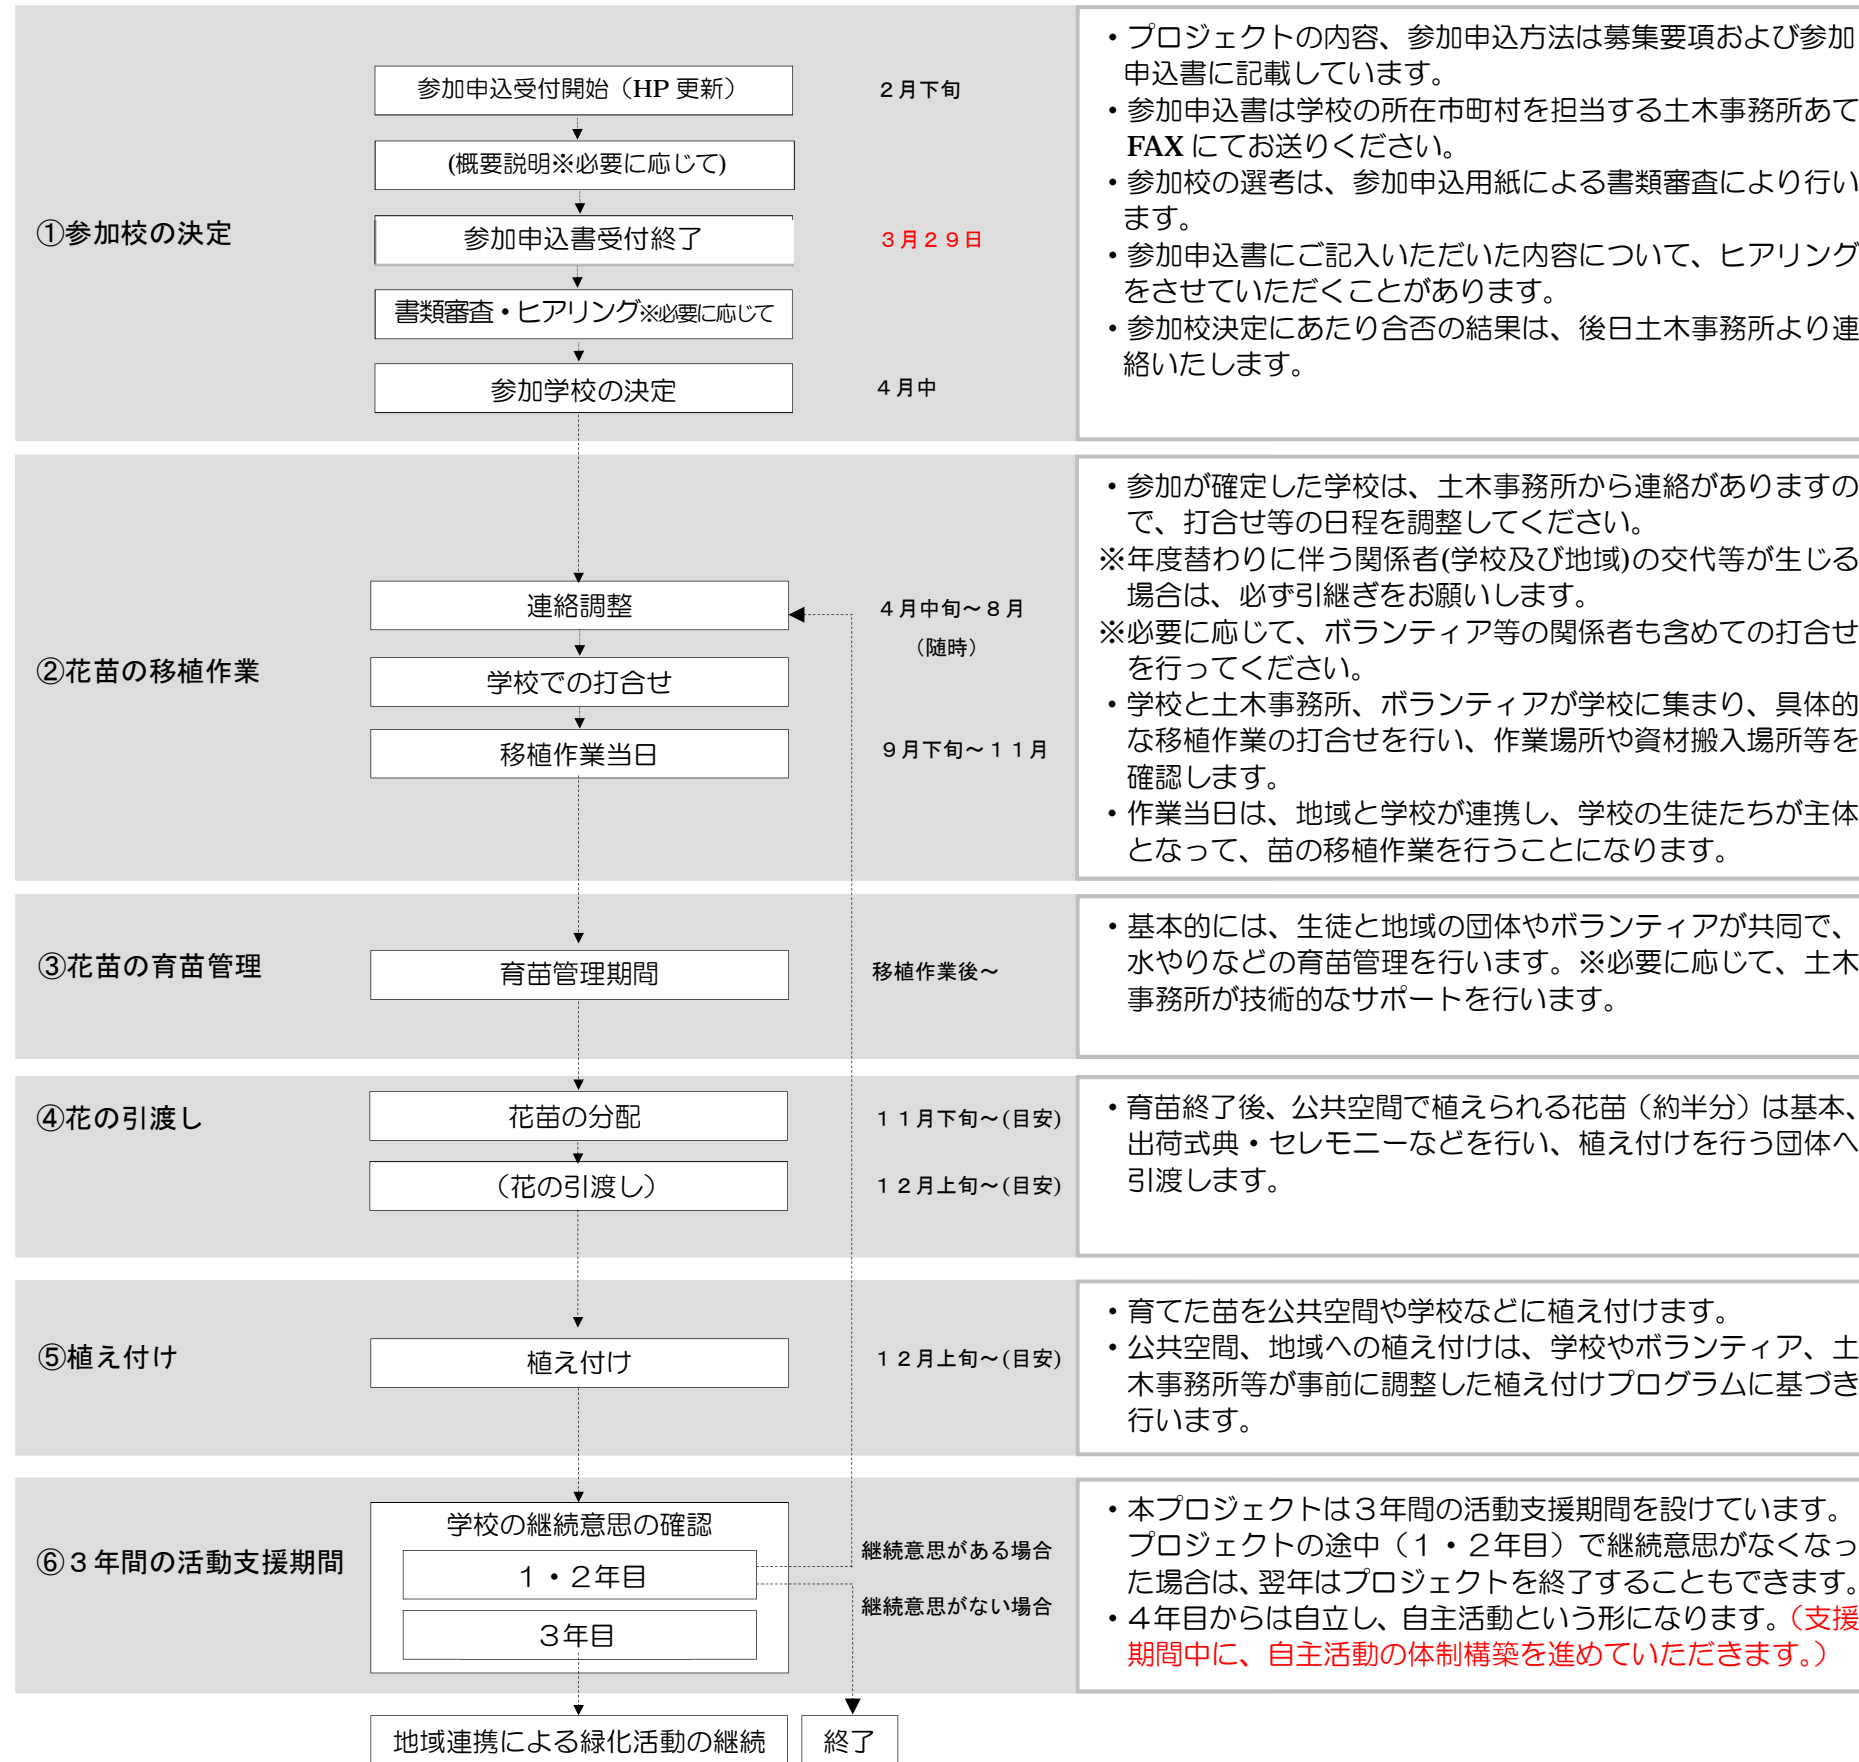 ①参加校の決定
参加申込受付開始（HP 更新）
２月下旬
(概要説明※必要に応じて)
参加申込書受付終了
３月２９日
書類審査・ヒアリング※必要に応じて
参加学校の決定
４月中
・プロジェクトの内容、参加申込方法は募集要項および参加
申込書に記載しています。
・参加申込書は学校の所在市町村を担当する土木事務所あて
FAX にてお送りください。
・参加校の選考は、参加申込用紙による書類審査により行い
ます。
・参加申込書にご記入いただいた内容について、ヒアリング
をさせていただくことがあります。
・参加校決定にあたり合否の結果は、後日土木事務所より連
絡いたします。
②花苗の移植作業
連絡調整
４月中旬～８月
（随時）
学校での打合せ
移植作業当日
９月下旬～１１月
・参加が確定した学校は、土木事務所から連絡がありますの
で、打合せ等の日程を調整してください。
※年度替わりに伴う関係者(学校及び地域)の交代等が生じる
場合は、必ず引継ぎをお願いします。
※必要に応じて、ボランティア等の関係者も含めての打合せ
を行ってください。
・学校と土木事務所、ボランティアが学校に集まり、具体的
な移植作業の打合せを行い、作業場所や資材搬入場所等を
確認します。
・作業当日は、地域と学校が連携し、学校の生徒たちが主体
となって、苗の移植作業を行うことになります。
③花苗の育苗管理
育苗管理期間
移植作業後～
・基本的には、生徒と地域の団体やボランティアが共同で、
水やりなどの育苗管理を行います。※必要に応じて、土木
事務所が技術的なサポートを行います。
④花の引渡し
花苗の分配
１１月下旬～(目安)
（花の引渡し）
１２月上旬～(目安)
・育苗終了後、公共空間で植えられる花苗（約半分）は基本、
出荷式典・セレモニーなどを行い、植え付けを行う団体へ
引渡します。
⑤植え付け
植え付け
１２月上旬～(目安)
・育てた苗を公共空間や学校などに植え付けます。
・公共空間、地域への植え付けは、学校やボランティア、土
木事務所等が事前に調整した植え付けプログラムに基づき
行います。
⑥３年間の活動支援期間
学校の継続意思の確認
１・２年目
３年目
継続意思がある場合
継続意思がない場合
・本プロジェクトは３年間の活動支援期間を設けています。
プロジェクトの途中（１・２年目）で継続意思がなくなっ
た場合は、翌年はプロジェクトを終了することもできます。
・４年目からは自立し、自主活動という形になります。（支援
期間中に、自主活動の体制構築を進めていただきます。）
地域連携による緑化活動の継続
終了